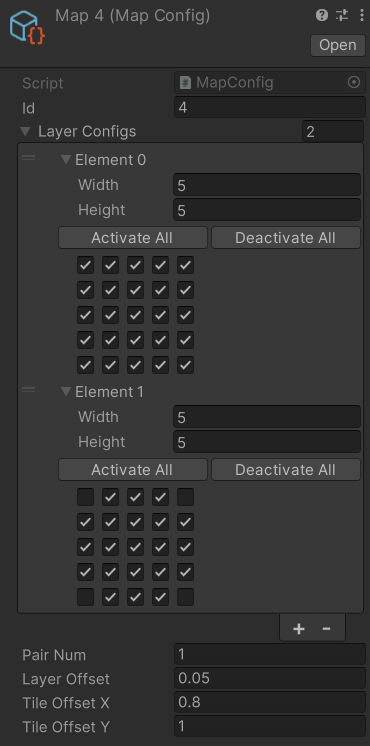 Map 4 (Map Config)
Open
Script MapConfig
Id 4
Layer Configs 2
Element 0
Width 5
Height 5
Activate All Deactivate All
Element 1
Width 5
Height 5
Activate All Deactivate All
+ -
Pair Num 1
Layer Offset 0.05
Tile Offset X 0.8
Tile Offset Y 1